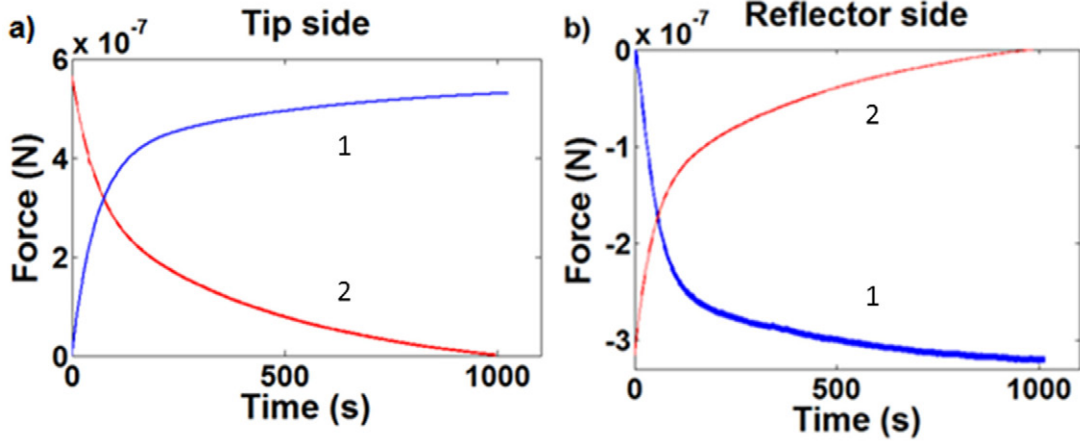 a)
Tip side
x 10^-7
6
4
2
0
Force (N)
1
2
0 500 1000
Time (s)
b)
Reflector side
x 10^-7
0
-1
-2
-3
Force (N)
2
1
0 500 1000
Time (s)